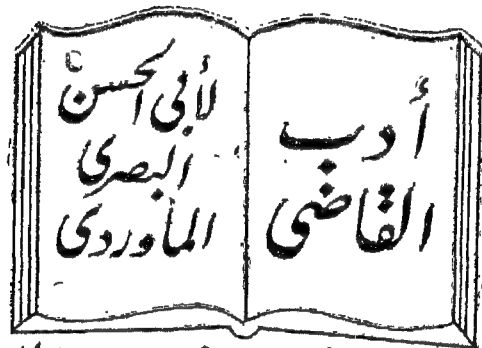 أدب
القاضى
لأبى الحسن
البصرى
الماوردى